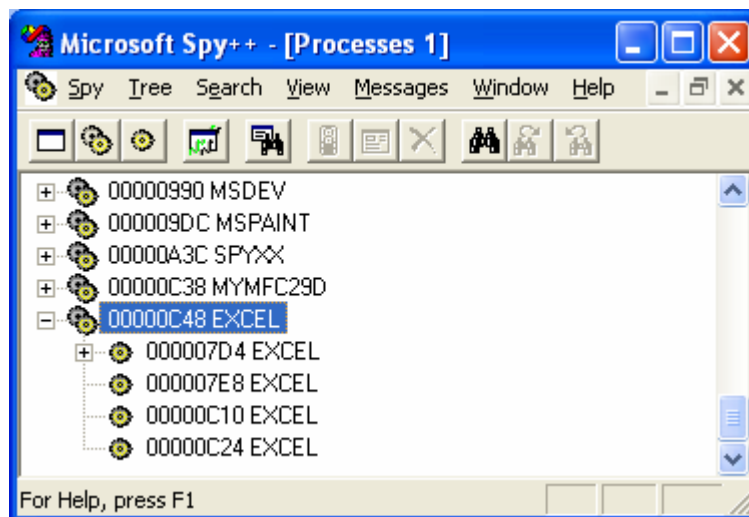 Microsoft Spy++ - [Processes 1]
Spy Tree Search View Messages Window Help
00000990 MSDEV
000009DC MSPAINT
00000A3C SPYXX
00000C38 MYMFC29D
00000C48 EXCEL
000007D4 EXCEL
000007E8 EXCEL
00000C10 EXCEL
00000C24 EXCEL
For Help, press F1